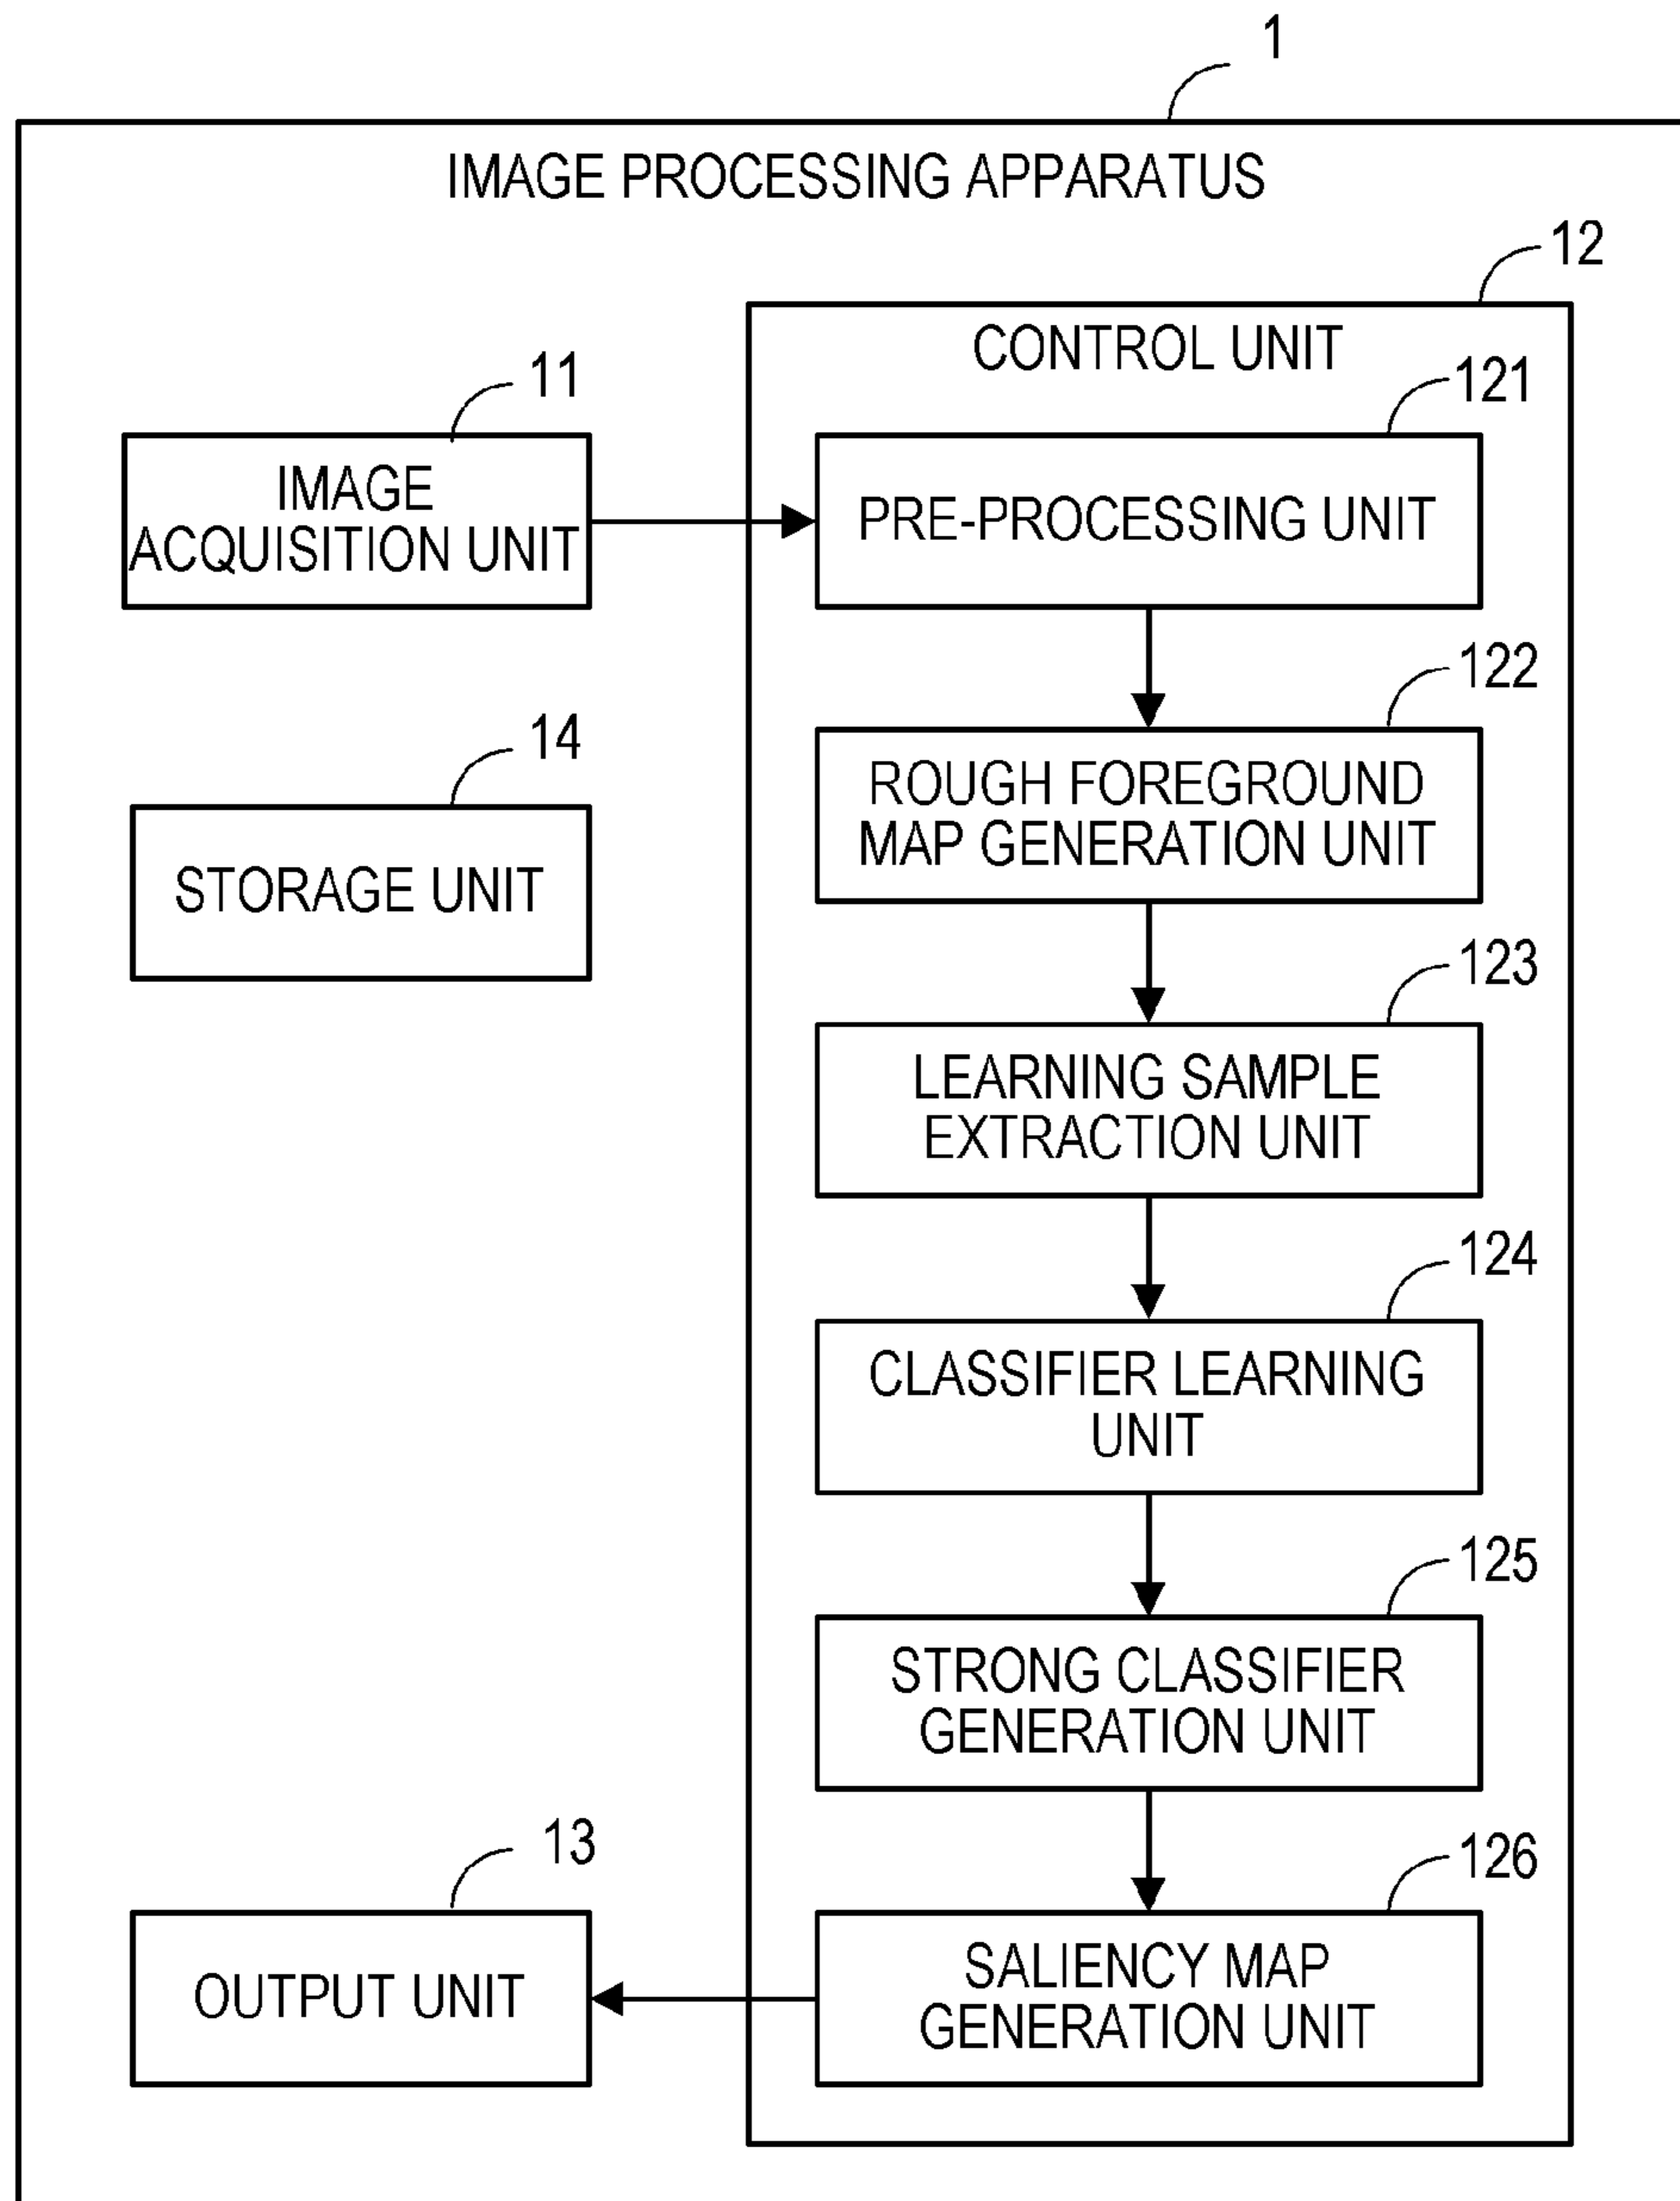 1
IMAGE PROCESSING APPARATUS
12
CONTROL UNIT
11
IMAGE
ACQUISITION UNIT
121
PRE-PROCESSING UNIT
122
ROUGH FOREGROUND
MAP GENERATION UNIT
14
STORAGE UNIT
123
LEARNING SAMPLE
EXTRACTION UNIT
124
CLASSIFIER LEARNING
UNIT
125
STRONG CLASSIFIER
GENERATION UNIT
13
OUTPUT UNIT
126
SALIENCY MAP
GENERATION UNIT